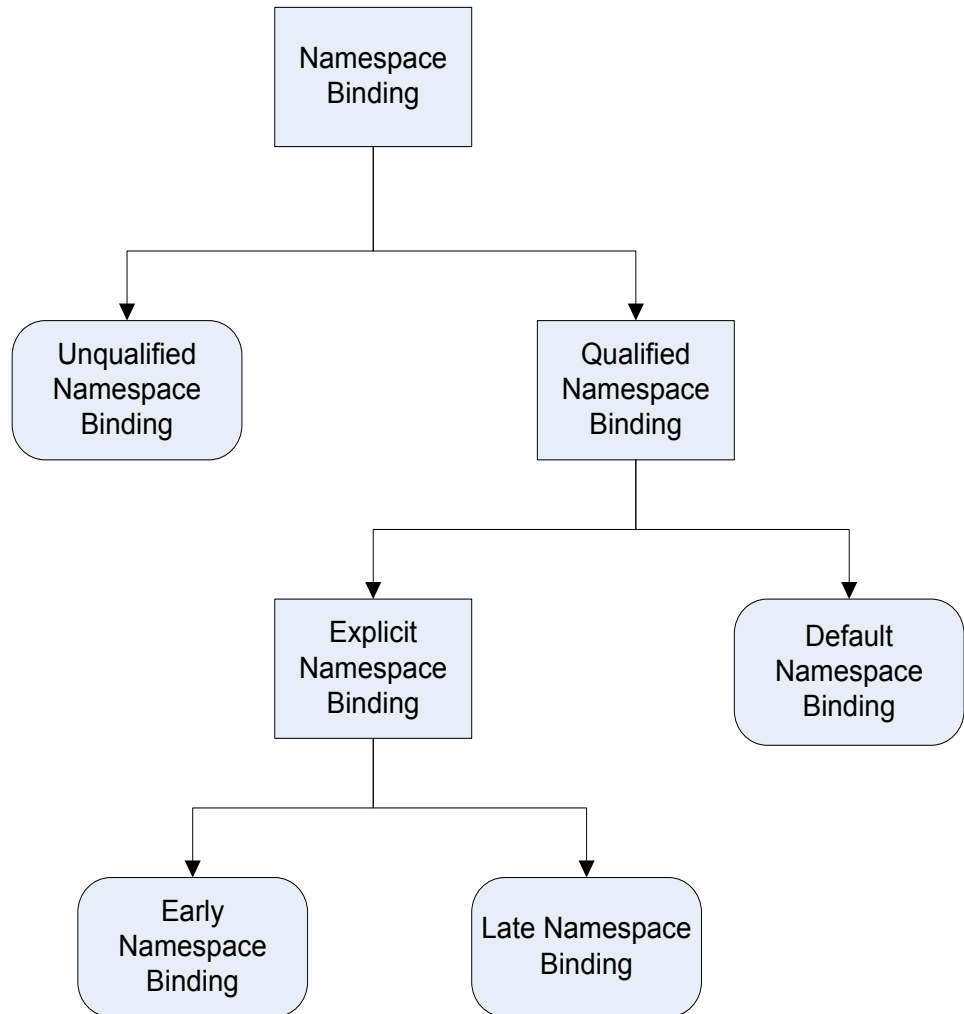 Namespace
Binding
Unqualified
Namespace
Binding
Qualified
Namespace
Binding
Explicit
Namespace
Binding
Default
Namespace
Binding
Early
Namespace
Binding
Late Namespace
Binding